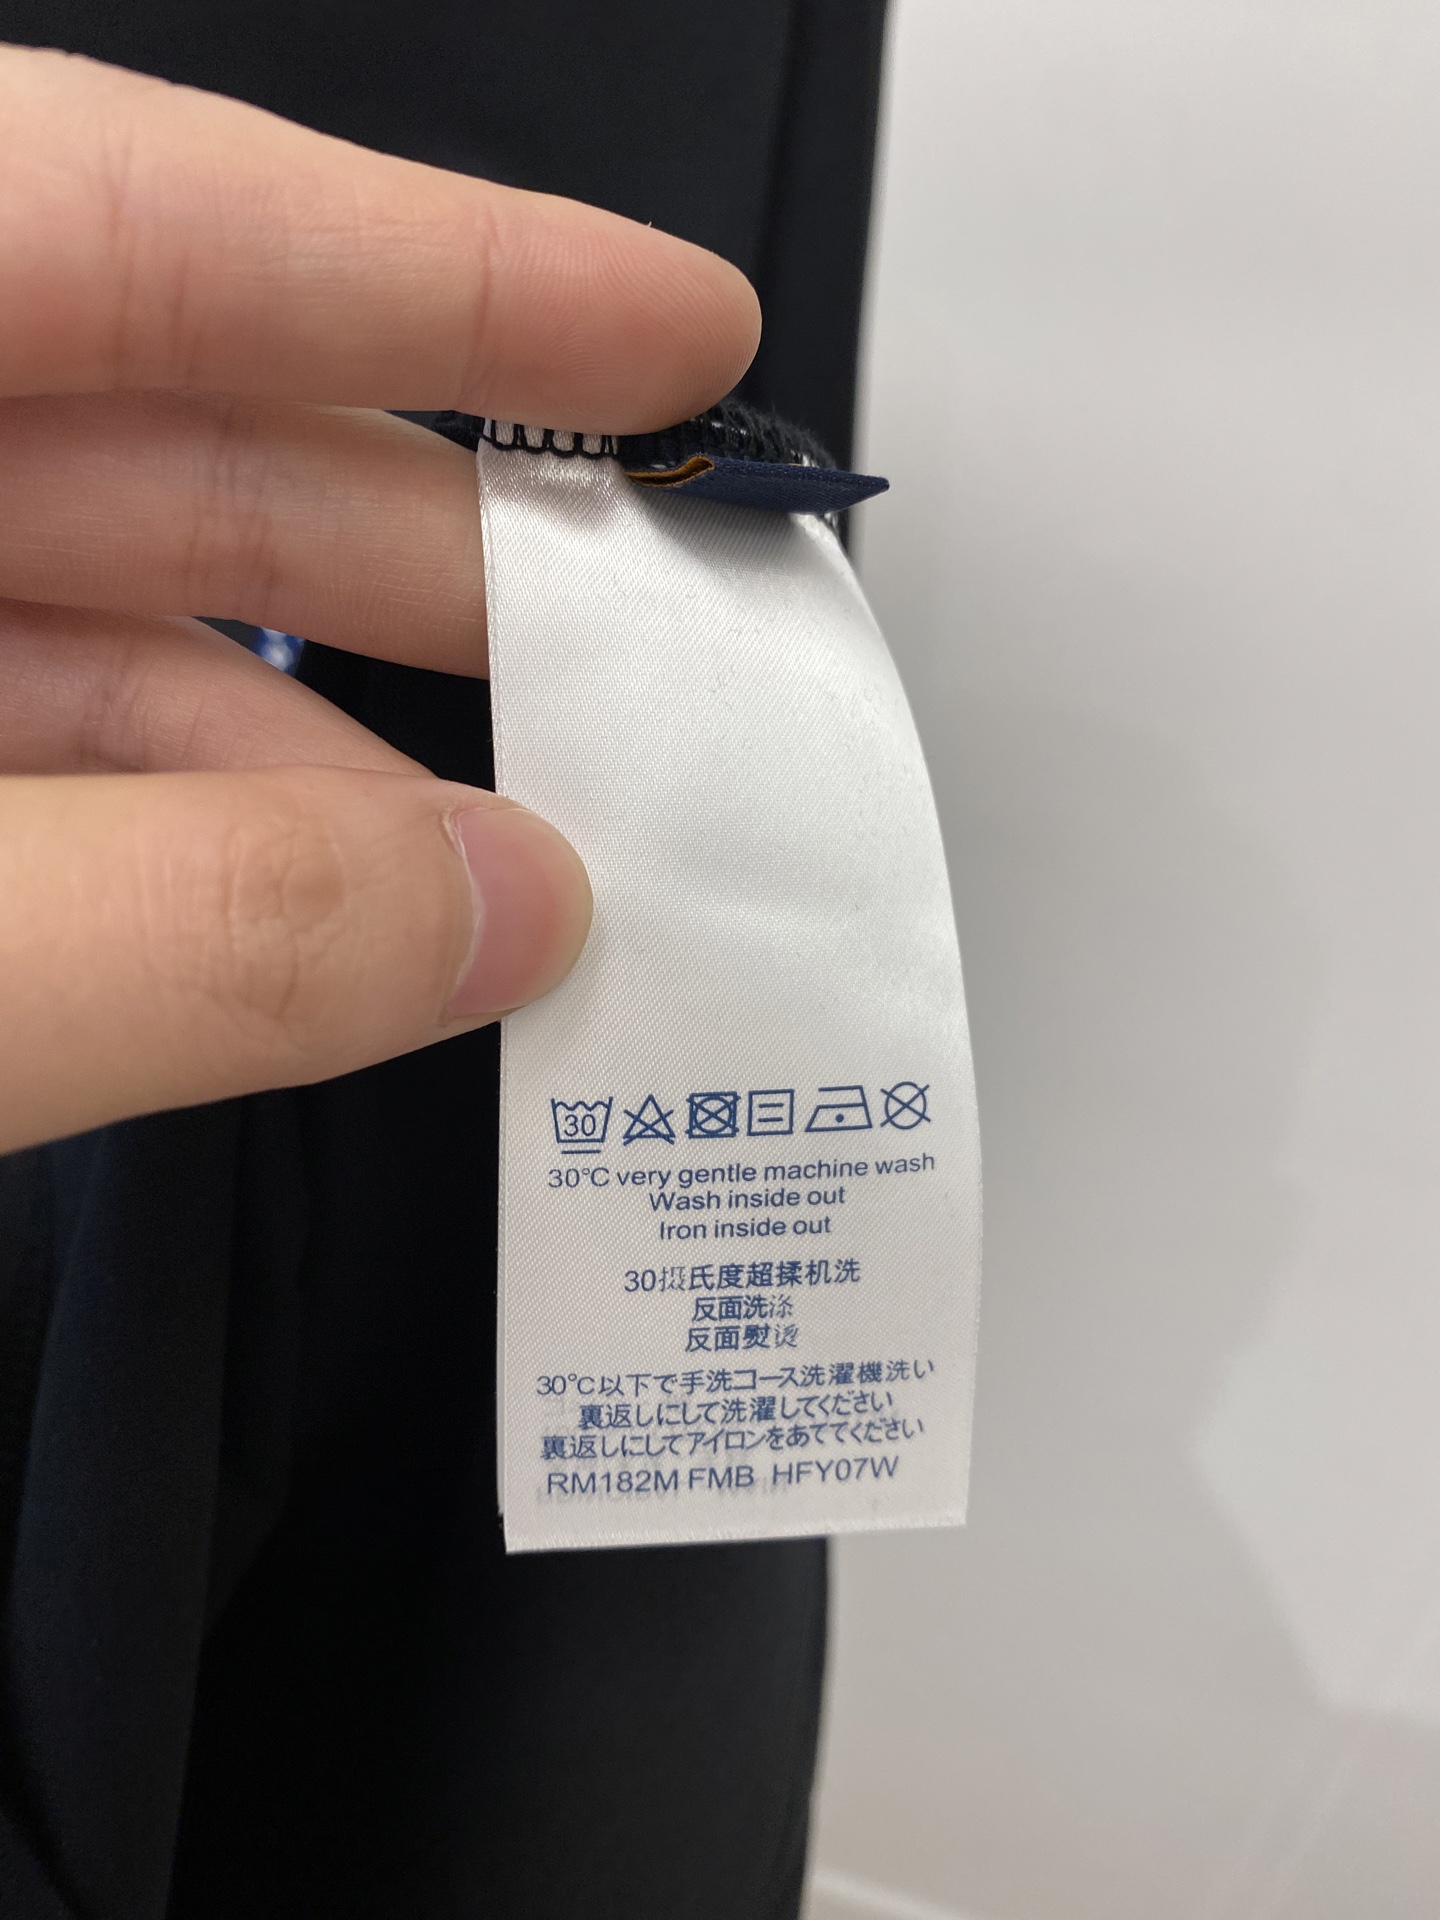 30
30°C very gentle machine wash
Wash inside out
Iron inside out
30摄氏度超揉机洗
反面洗涤
反面熨烫
30°C以下で手洗コース洗濯機洗い
裏返しにして洗濯してください
裏返しにしてアイロンをあててください
RM182M FMB HFY07W